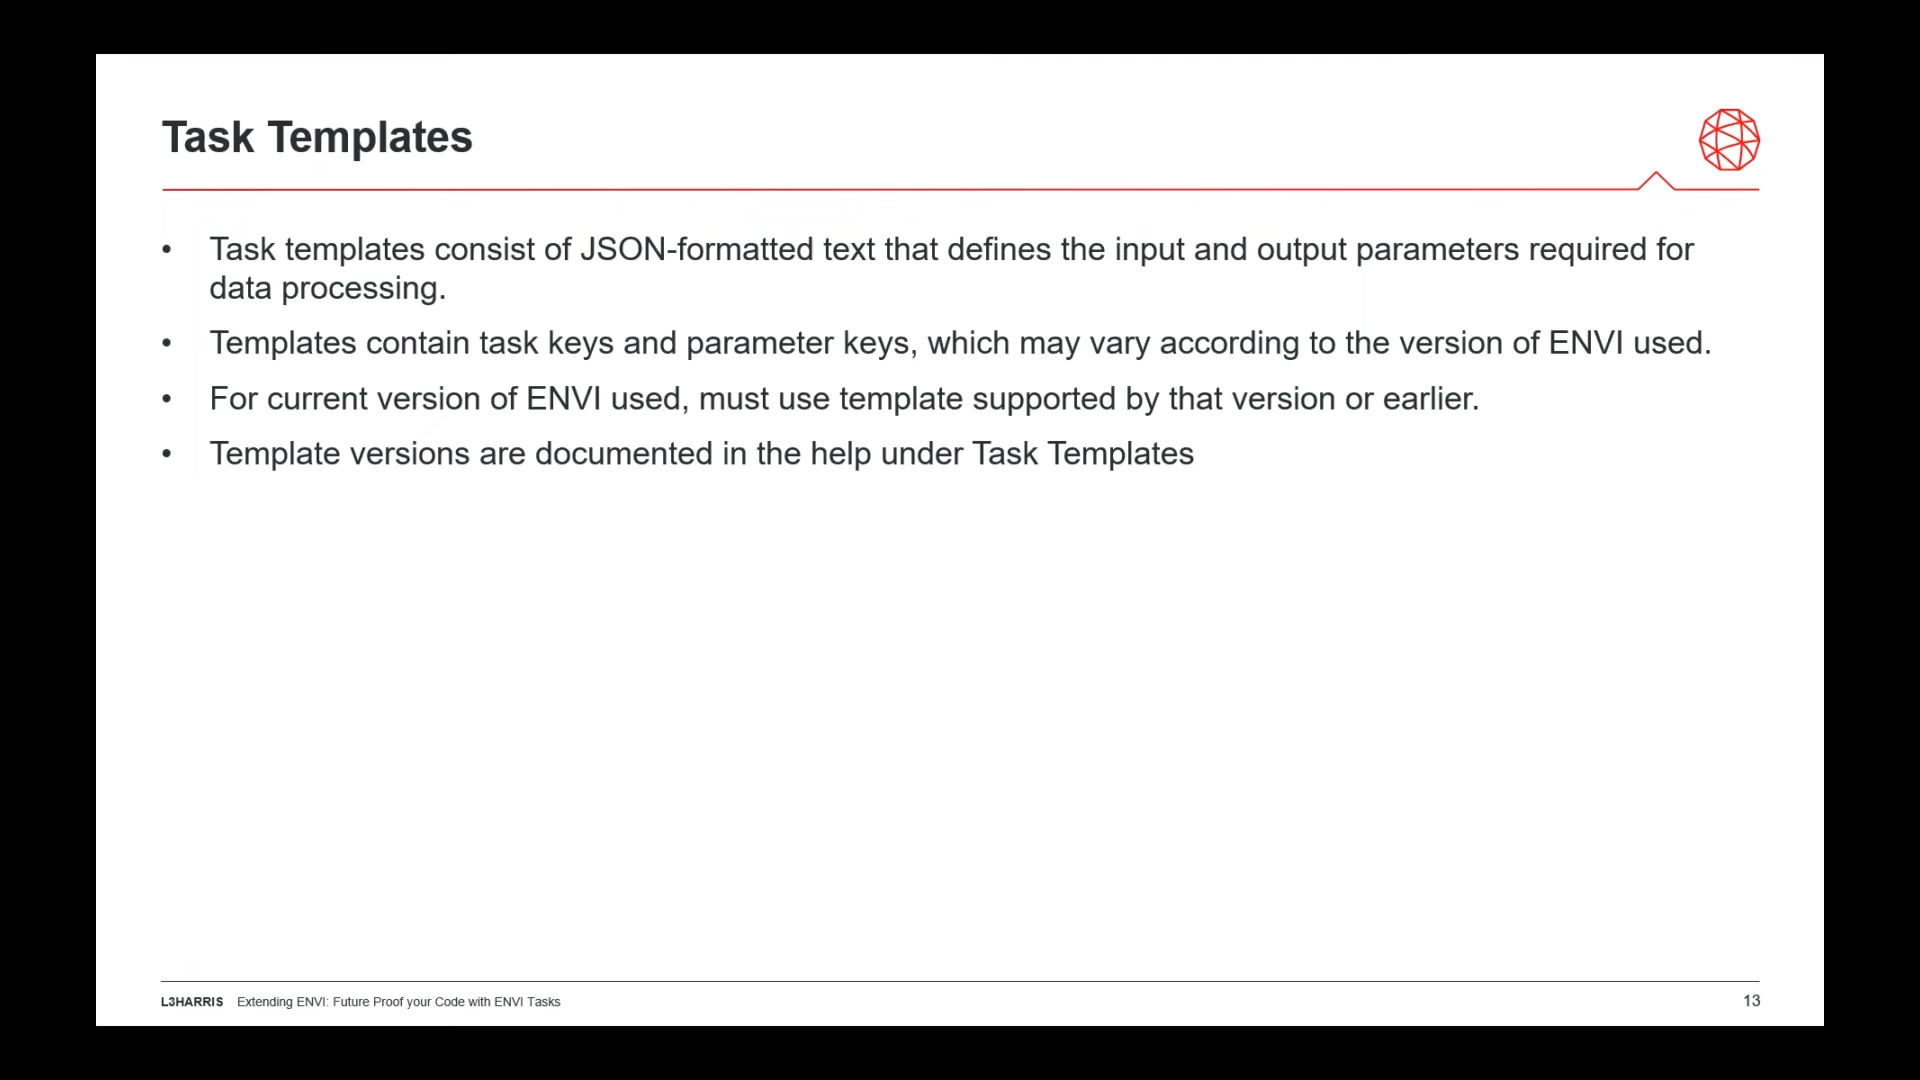 Task Templates
• Task templates consist of JSON-formatted text that defines the input and output parameters required for
data processing.
• Templates contain task keys and parameter keys, which may vary according to the version of ENVI used.
• For current version of ENVI used, must use template supported by that version or earlier.
• Template versions are documented in the help under Task Templates
L3HARRIS Extending ENVI: Future Proof your Code with ENVI Tasks 13